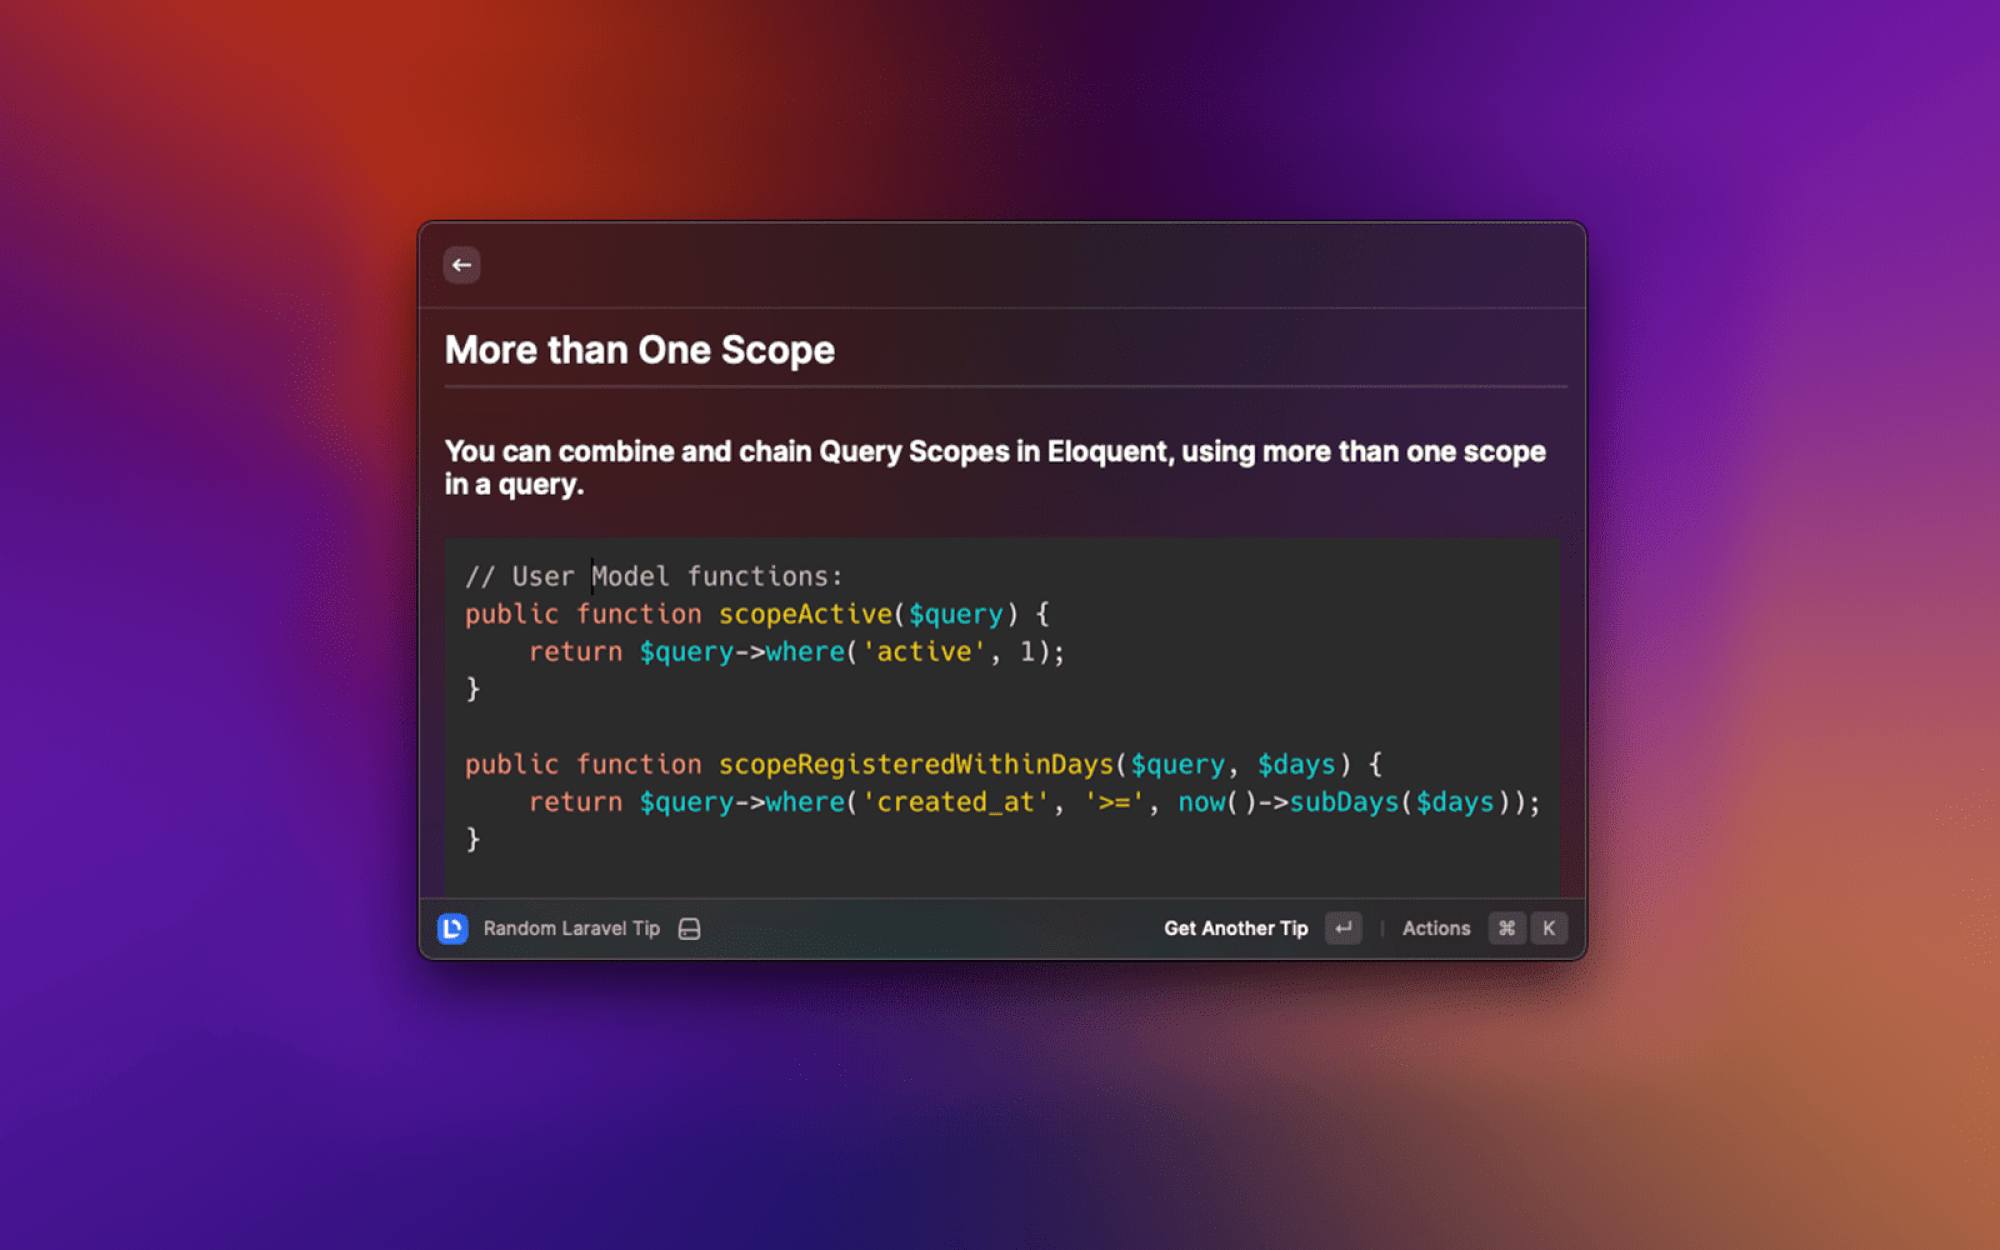 More than One Scope
You can combine and chain Query Scopes in Eloquent, using more than one scope
in a query.
// User Model functions:
public function scopeActive($query) {
    return $query->where('active', 1);
}
public function scopeRegisteredWithinDays($query, $days) {
    return $query->where('created_at', '>=', now()->subDays($days));
}
Random Laravel Tip Get Another Tip ↵ | Actions ⌘ K